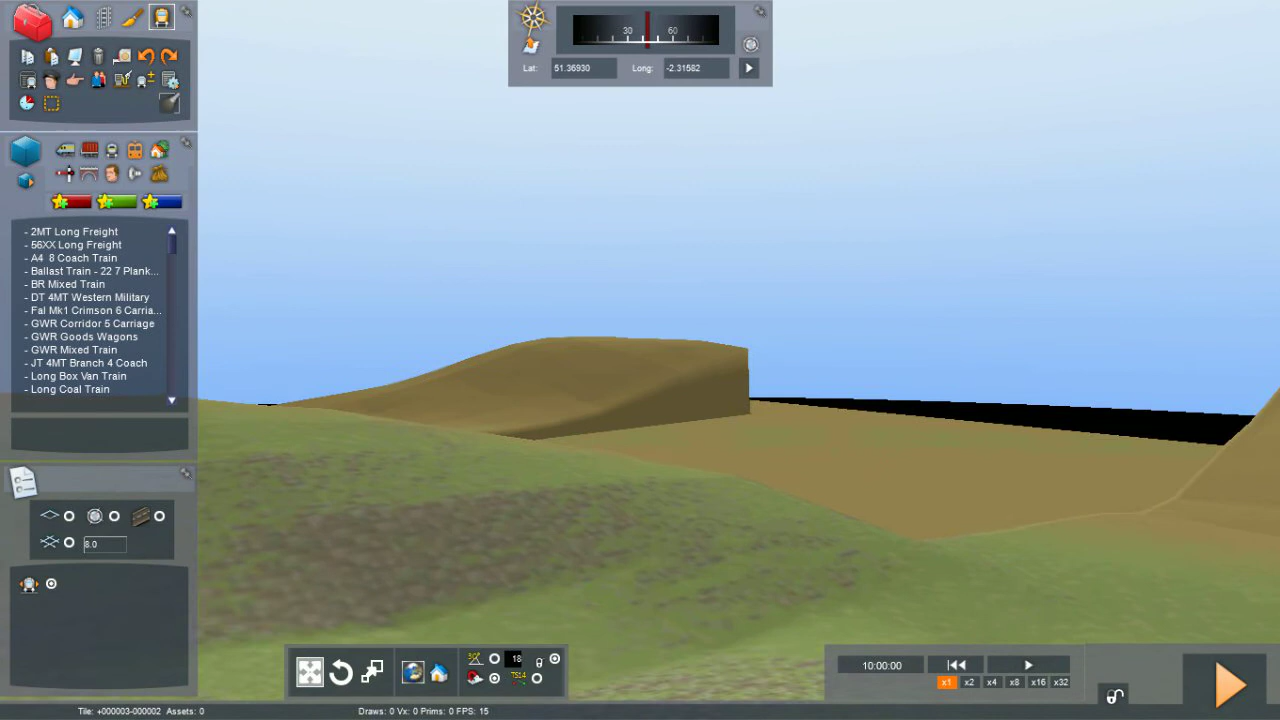 30 60
Lat: 51.36930 Long: -2.31582
- 2MT Long Freight
- 56XX Long Freight
- A4 8 Coach Train
- Ballast Train - 22 7 Plank...
- BR Mixed Train
- DT 4MT Western Military
- Fal Mk1 Crimson 6 Carria...
- GWR Corridor 5 Carriage
- GWR Goods Wagons
- GWR Mixed Train
- JT 4MT Branch 4 Coach
- Long Box Van Train
- Long Coal Train
8.0
30° 18
TS14
10:00:00
x1 x2 x4 x8 x16 x32
Tile: +000003-000002 Assets: 0 Draws: 0 Vx: 0 Prims: 0 FPS: 15